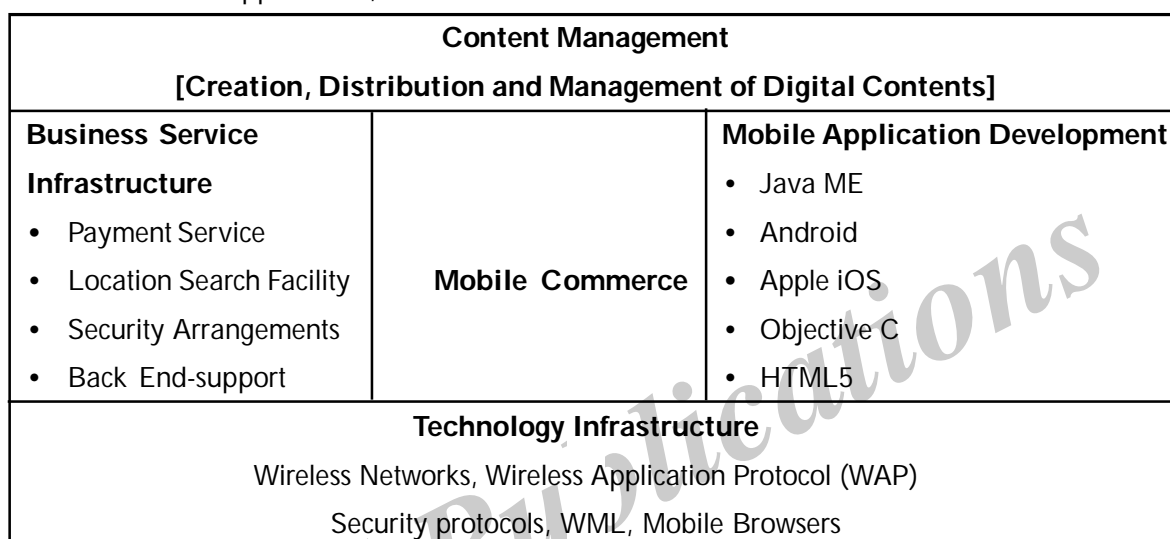 Content Management
[Creation, Distribution and Management of Digital Contents]
Business Service
Infrastructure
• Payment Service
• Location Search Facility
• Security Arrangements
• Back End-support
Mobile Commerce
Mobile Application Development
• Java ME
• Android
• Apple iOS
• Objective C
• HTML5
Technology Infrastructure
Wireless Networks, Wireless Application Protocol (WAP)
Security protocols, WML, Mobile Browsers